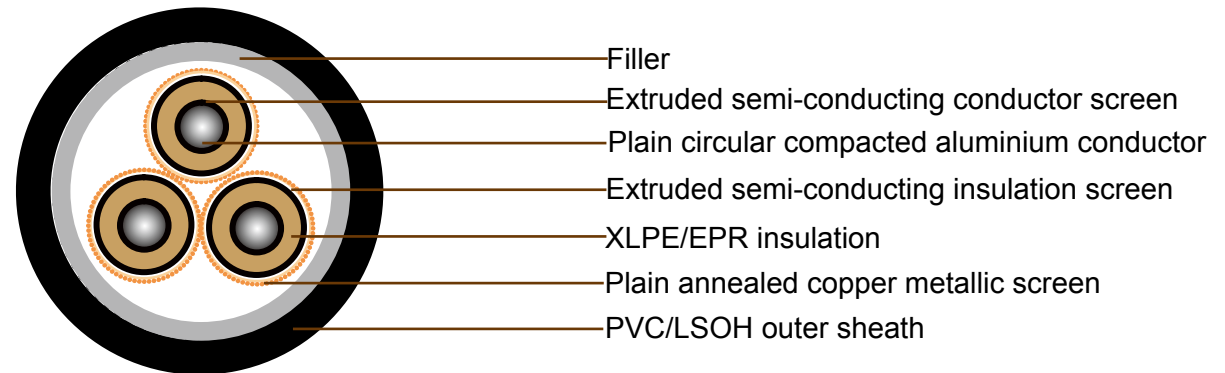 Filler
Extruded semi-conducting conductor screen
Plain circular compacted aluminium conductor
Extruded semi-conducting insulation screen
XLPE/EPR insulation
Plain annealed copper metallic screen
PVC/LSOH outer sheath